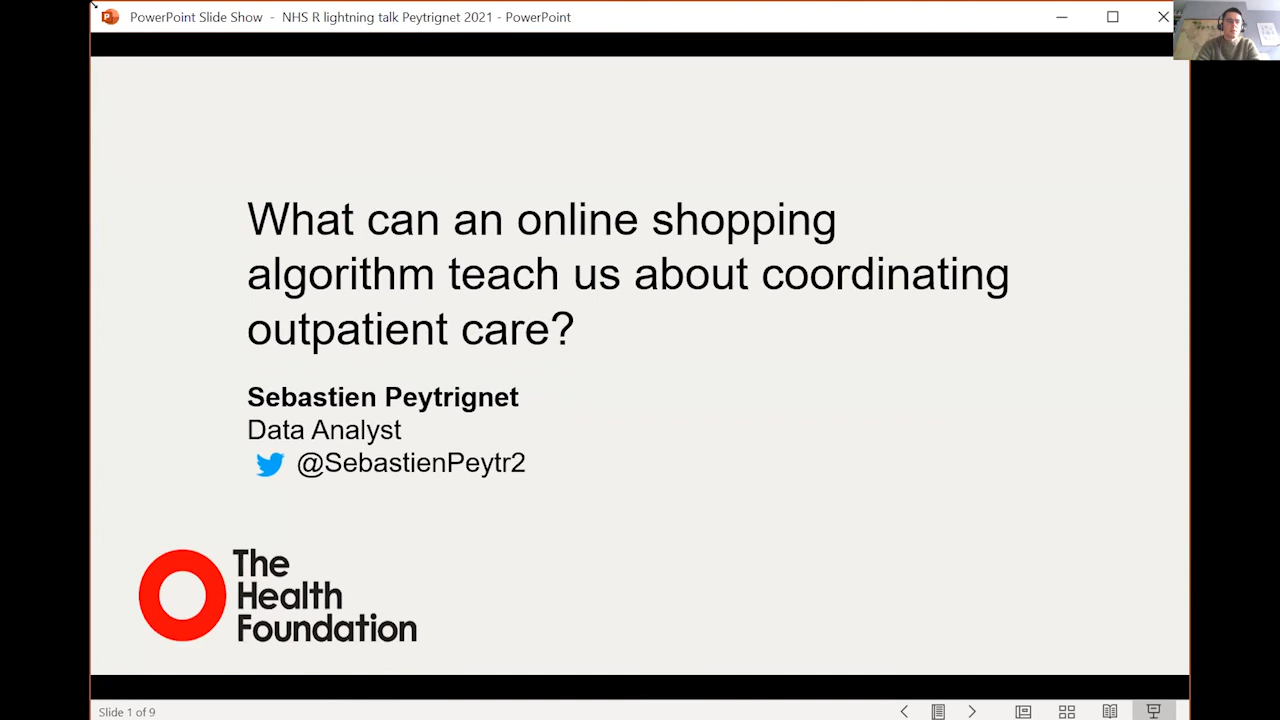 PowerPoint Slide Show - NHS R lightning talk Peytrignet 2021 - PowerPoint
What can an online shopping
algorithm teach us about coordinating
outpatient care?
Sebastien Peytrignet
Data Analyst
@SebastienPeytr2
The
Health
Foundation
Slide 1 of 9